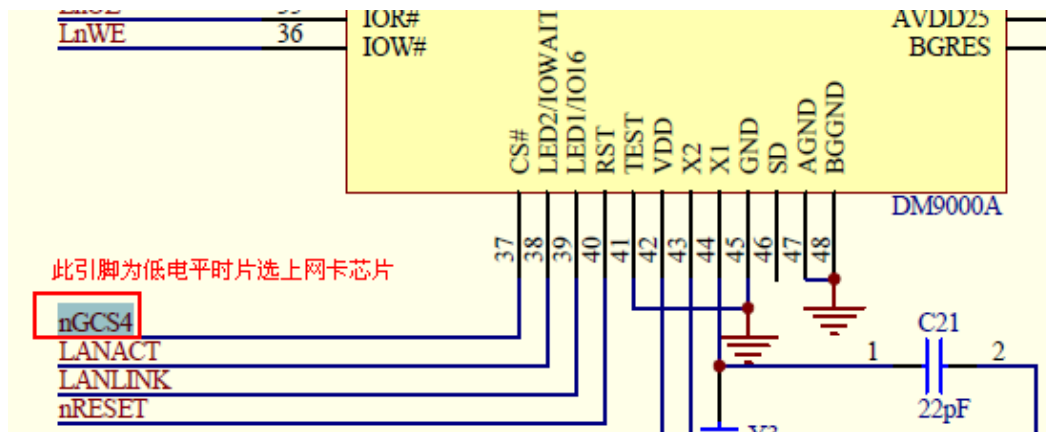 IOR#
AVDD25
LnWE
36
IOW#
BGRES
CS#
LED2/IOWAIT
LED1/IO16
RST
TEST
VDD
X2
X1
GND
SD
AGND
BGGND
DM9000A
37
38
39
40
41
42
43
44
45
46
47
48
此引脚为低电平时片选上网卡芯片
nGCS4
C21
LANACT
1
2
LANLINK
nRESET
22pF